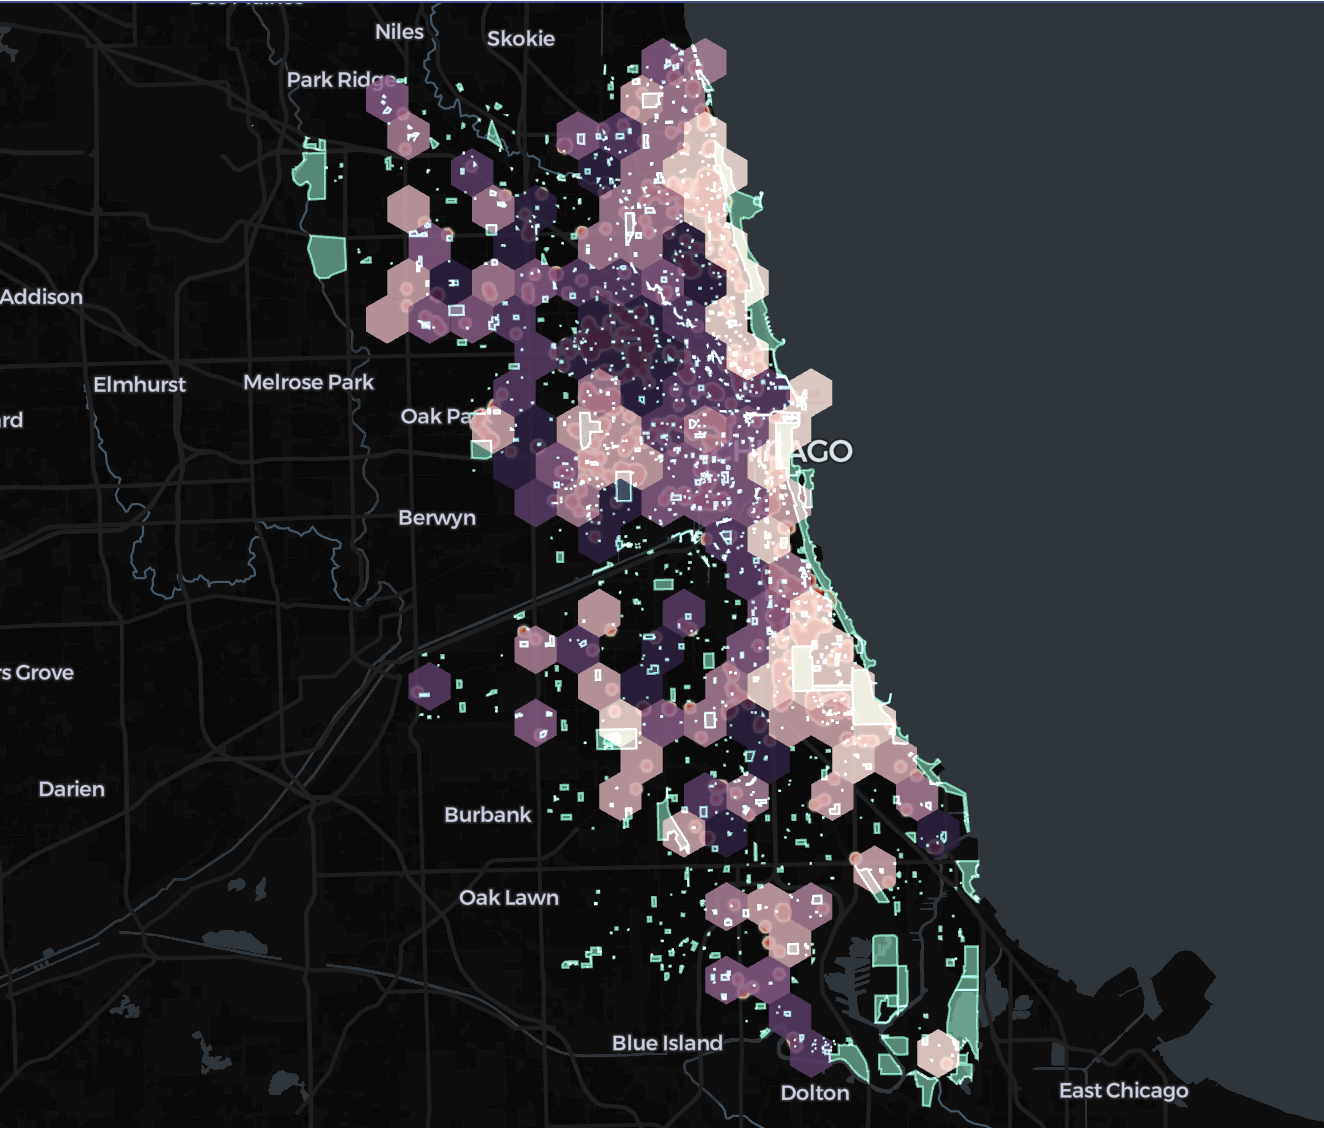 Niles
Skokie
Park Ridge
Addison
Elmhurst
Melrose Park
Oak Pa
CHICAGO
Berwyn
rs Grove
Darien
Burbank
Oak Lawn
Blue Island
Dolton
East Chicago